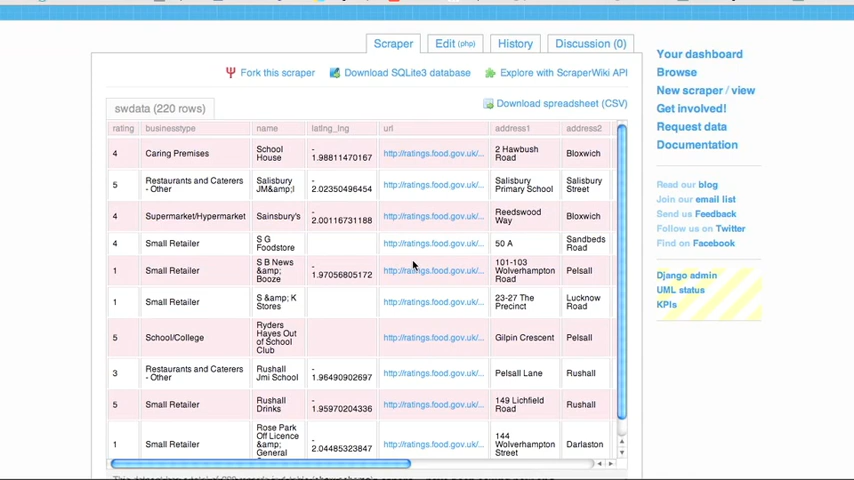 Scraper
Edit (php)
History
Discussion (0)
Fork this scraper
Download SQLite3 database
Explore with ScraperWiki API
swdata (220 rows)
Download spreadsheet (CSV)
rating businesstype name latlng_lng url address1 address2
4 Caring Premises School House -1.98811470167 http://ratings.food.gov.uk/... 2 Hawbush Road Bloxwich
5 Restaurants and Caterers - Other Salisbury JM&amp;I -2.02350496454 http://ratings.food.gov.uk/... Salisbury Primary School Salisbury Street
4 Supermarket/Hypermarket Sainsbury's -2.00116731188 http://ratings.food.gov.uk/... Reedswood Way Bloxwich
4 Small Retailer S G Foodstore http://ratings.food.gov.uk/... 50 A Sandbeds Road
1 Small Retailer S B News &amp; Booze -1.97056805172 http://ratings.food.gov.uk/... 101-103 Wolverhampton Road Pelsall
1 Small Retailer S &amp; K Stores http://ratings.food.gov.uk/... 23-27 The Precinct Lucknow Road
5 School/College Ryders Hayes Out of School Club http://ratings.food.gov.uk/... Gilpin Crescent Pelsall
3 Restaurants and Caterers - Other Rushall Jmi School -1.96490902697 http://ratings.food.gov.uk/... Pelsall Lane Rushall
5 Small Retailer Rushall Drinks -1.95970204336 http://ratings.food.gov.uk/... 149 Lichfield Road Rushall
1 Small Retailer Rose Park Off Licence &amp; General -2.04485323847 http://ratings.food.gov.uk/... 144 Wolverhampton Street Darlaston
Your dashboard
Browse
New scraper / view
Get involved!
Request data
Documentation
Read our blog
Join our email list
Send us Feedback
Follow us on Twitter
Find on Facebook
Django admin
UML status
KPIs